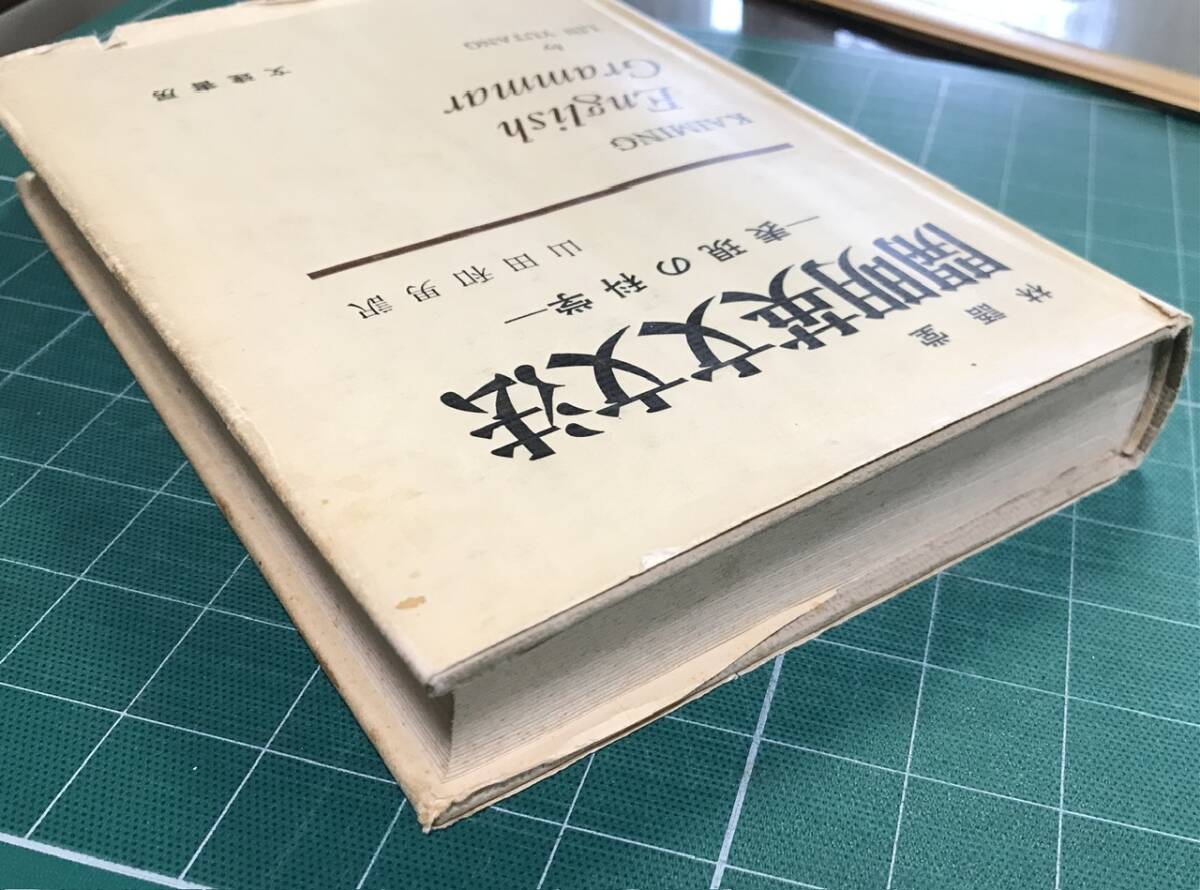 林語堂
開明英文文法
―表現の科学―
山田和男訳
KAIMING
English
Grammar
by
LIN YUTANG
文建書房